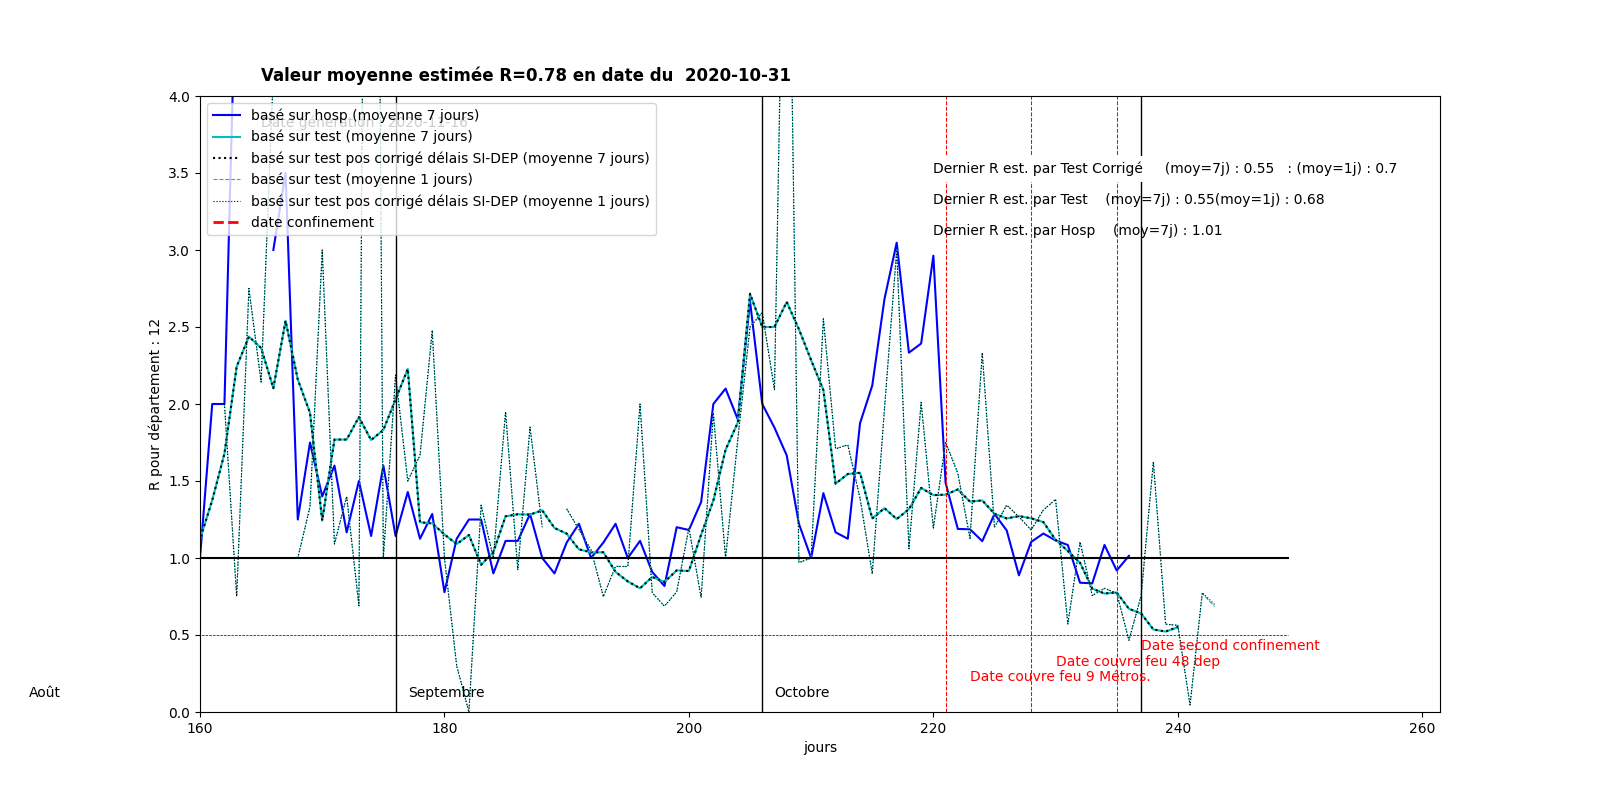 Valeur moyenne estimée R=0.78 en date du  2020-10-31
Date génération : 2020-11-16
basé sur hosp (moyenne 7 jours)
basé sur test (moyenne 7 jours)
basé sur test pos corrigé délais SI-DEP (moyenne 7 jours)
basé sur test (moyenne 1 jours)
basé sur test pos corrigé délais SI-DEP (moyenne 1 jours)
date confinement
Dernier R est. par Test Corrigé     (moy=7j) : 0.55   : (moy=1j) : 0.7
Dernier R est. par Test    (moy=7j) : 0.55(moy=1j) : 0.68
Dernier R est. par Hosp    (moy=7j) : 1.01
4.0
3.5
3.0
2.5
2.0
1.5
1.0
0.5
0.0
R pour département : 12
Date second confinement
Date couvre feu 48 dep
Date couvre feu 9 Métros.
Août
Septembre
Octobre
160
180
200
220
240
260
jours